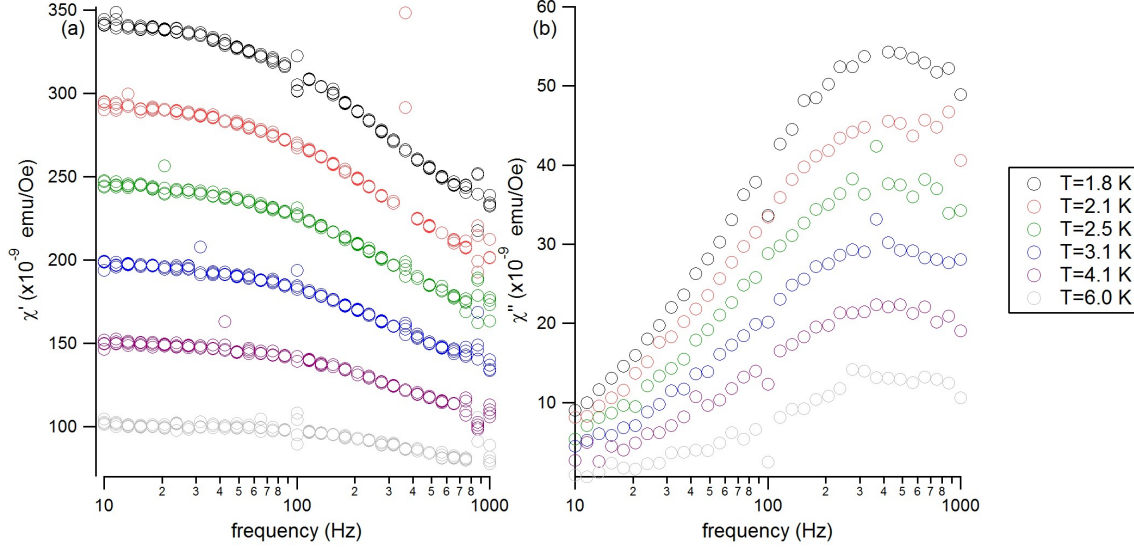 (a)
350
300
250
200
150
100
χ' (x10⁻⁹ emu/Oe)
10 2 3 4 5 6 7 8 100 2 3 4 5 6 7 8 1000
frequency (Hz)
(b)
60
50
40
30
20
10
χ'' (x10⁻⁹ emu/Oe)
10 2 3 4 5 6 7 8 100 2 3 4 5 6 7 8 1000
frequency (Hz)
T=1.8 K
T=2.1 K
T=2.5 K
T=3.1 K
T=4.1 K
T=6.0 K